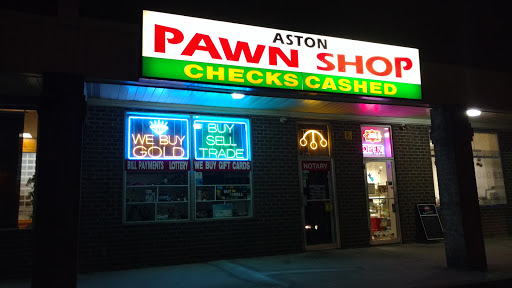 ASTON
PAWN SHOP
CHECKS CASHED
WE BUY
GOLD
BUY
SELL
TRADE
OPEN
BILL PAYMENTS LOTTERY
WE BUY GIFT CARDS
NOTARY